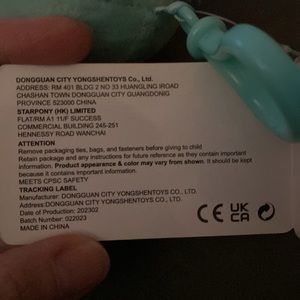 DONGGUAN CITY YONGSHENTOYS Co., Ltd.
ADDRESS: RM 401 BLDG 2 NO 33 HUANGLING IROAD
CHASHAN TOWN DONGGUAN CITY GUANGDONIG
PROVINCE 523000 CHINA
STARPONY (HK) LIMITED
FLAT/RM A1 11/F SUCCESS
COMMERCIAL BUILDING 245-251
HENNESSY ROAD WANCHAI
ATTENTION
Remove packaging ties, bags, and fasteners before giving to child
Retain package and any instructions for future reference as they contain important
information. Product appearance & color may vary from what is shown.
It should be kept
because it contains important information.
MEETS CPSC SAFETY
TRACKING LABEL
Manufacturer: DONGGUAN CITY YONGSHENTOYS CO., LTD.
Address:DONGGUAN CITY YONGSHENTOYS CO., LTD.
Date of Production: 202302
Batch Number: 022023
MADE IN CHINA
CE UK CA